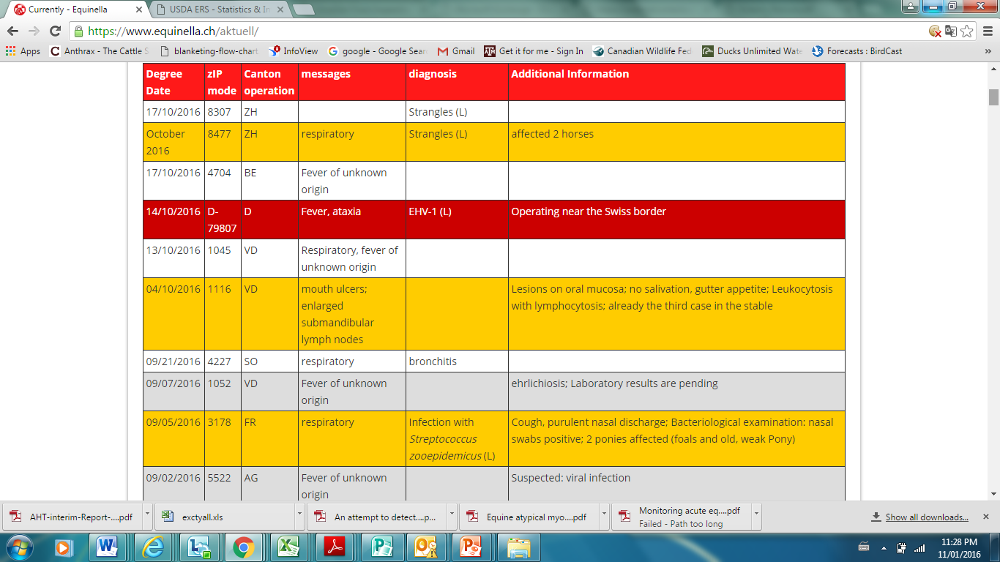 Currently - Equinella
USDA ERS - Statistics & In
https://www.equinella.ch/aktuell/
Apps
Anthrax - The Cattle S
blanketing-flow-chart
InfoView
google - Google Sear
Gmail
Get it for me - Sign In
Canadian Wildlife Fed
Ducks Unlimited Wate
Forecasts : BirdCast
»
Degree
Date
zIP
mode
Canton
operation
messages
diagnosis
Additional Information
17/10/2016
8307
ZH
Strangles (L)
October
2016
8477
ZH
respiratory
Strangles (L)
affected 2 horses
17/10/2016
4704
BE
Fever of unknown
origin
14/10/2016
D-
79807
D
Fever, ataxia
EHV-1 (L)
Operating near the Swiss border
13/10/2016
1045
VD
Respiratory, fever of
unknown origin
04/10/2016
1116
VD
mouth ulcers;
enlarged
submandibular
lymph nodes
Lesions on oral mucosa; no salivation, gutter appetite; Leukocytosis
with lymphocytosis; already the third case in the stable
09/21/2016
4227
SO
respiratory
bronchitis
09/07/2016
1052
VD
Fever of unknown
origin
ehrlichiosis; Laboratory results are pending
09/05/2016
3178
FR
respiratory
Infection with
Streptococcus
zooepidemicus (L)
Cough, purulent nasal discharge; Bacteriological examination: nasal
swabs positive; 2 ponies affected (foals and old, weak Pony)
09/02/2016
5522
AG
Fever of unknown
origin
Suspected: viral infection
AHT-interim-Report-....pdf
exctyall.xls
An attempt to detect....p...
Equine atypical myo....pdf
Monitoring acute eq....pdf
Failed - Path too long
Show all downloads...
11:28 PM
11/01/2016